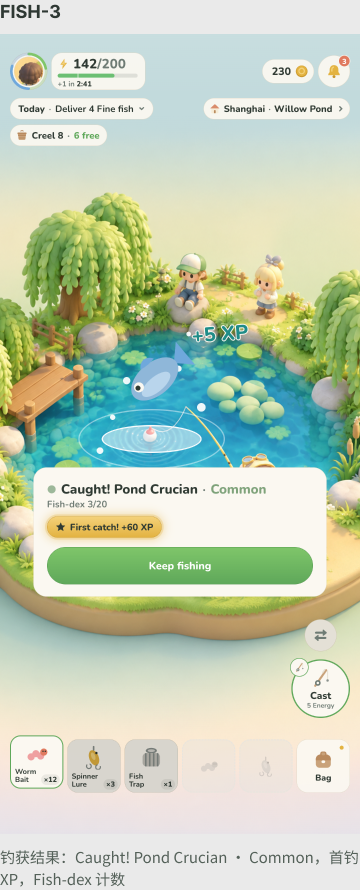 FISH-3
142/200
+1 in 2:41
230
3
Today · Deliver 4 Fine fish
Shanghai · Willow Pond
Creel 8 · 6 free
+5 XP
Caught! Pond Crucian · Common
Fish-dex 3/20
First catch! +60 XP
Keep fishing
Cast
5 Energy
Worm Bait ×12
Spinner Lure ×3
Fish Trap ×1
Bag
钓获结果：Caught! Pond Crucian · Common，首钓
XP，Fish-dex 计数